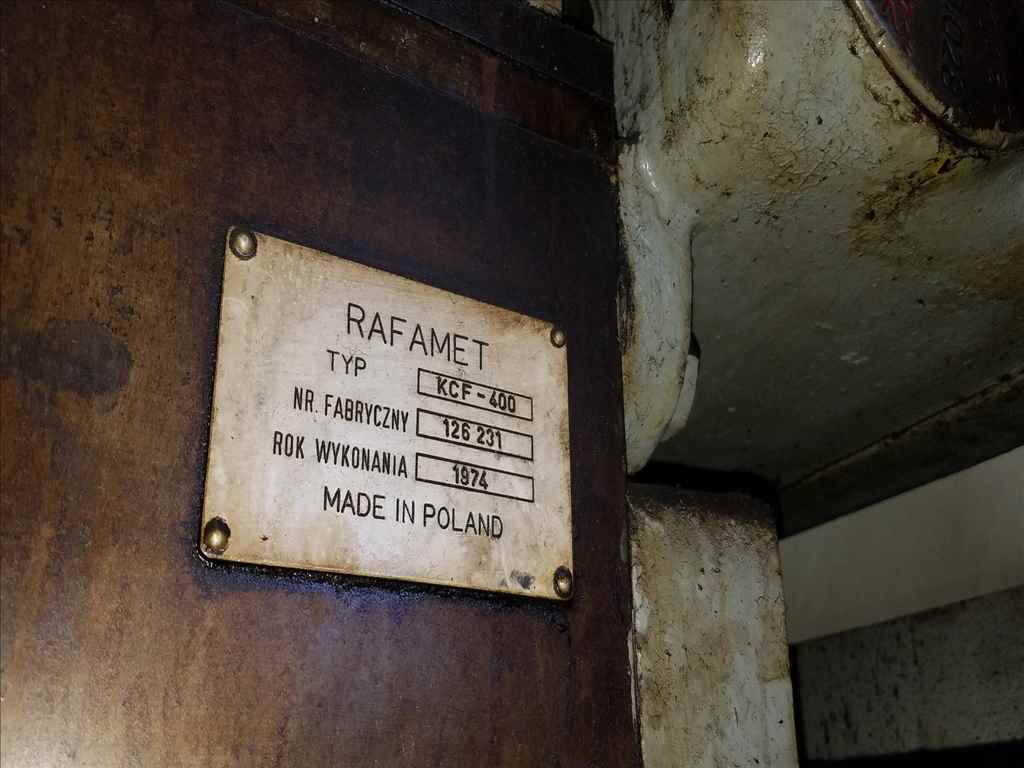 RAFAMET
TYP KCF-400
NR. FABRYCZNY 126 231
ROK WYKONANIA 1974
MADE IN POLAND